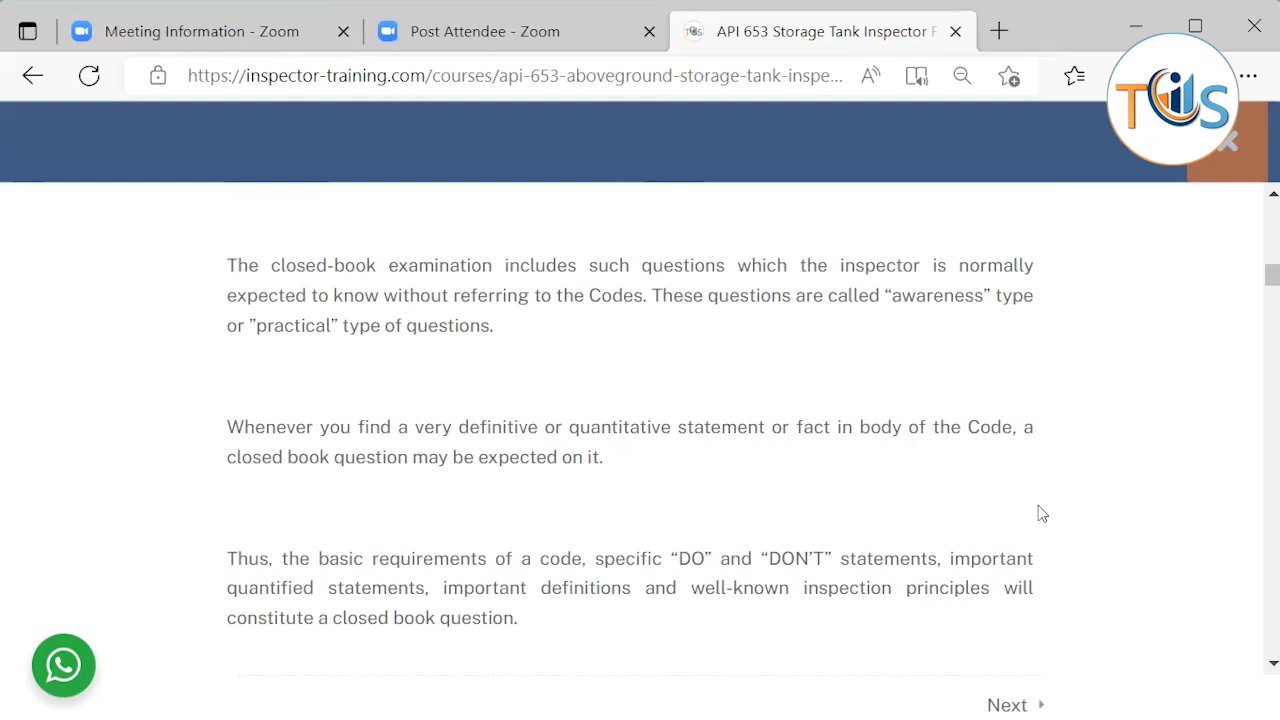 Meeting Information - Zoom
Post Attendee - Zoom
API 653 Storage Tank Inspector F
https://inspector-training.com/courses/api-653-aboveground-storage-tank-inspe...
The closed-book examination includes such questions which the inspector is normally
expected to know without referring to the Codes. These questions are called “awareness” type
or ”practical” type of questions.
Whenever you find a very definitive or quantitative statement or fact in body of the Code, a
closed book question may be expected on it.
Thus, the basic requirements of a code, specific “DO” and “DON’T” statements, important
quantified statements, important definitions and well-known inspection principles will
constitute a closed book question.
Next